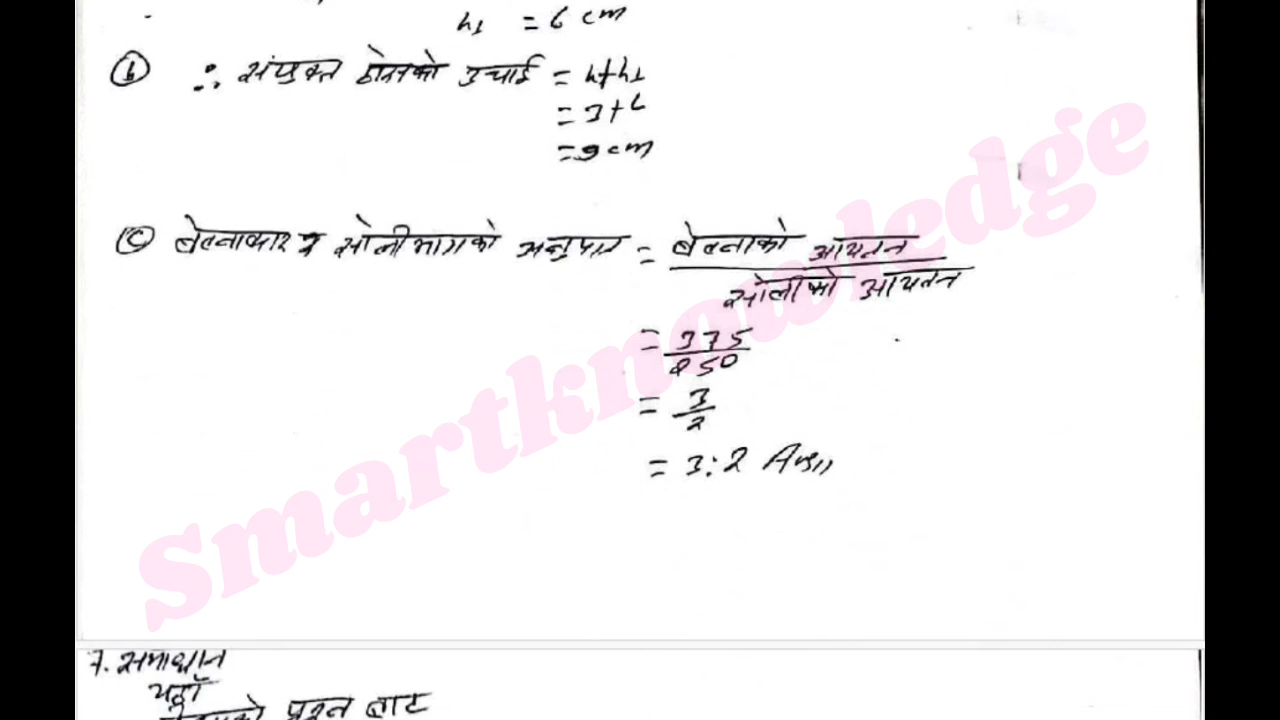 h₁ = 6 cm
(b) ∴ संयुक्त ठोसको उचाई = h+h₁
= 3+6
= 9 cm
(c) बेलनाकार र सोली भागको अनुपात = बेलनाको आयतन
सोलीको आयतन
= 375
250
= 3
2
= 3:2 Ans//
7. समाधान
यहाँ
प्रश्न बाट
Smartknowledge